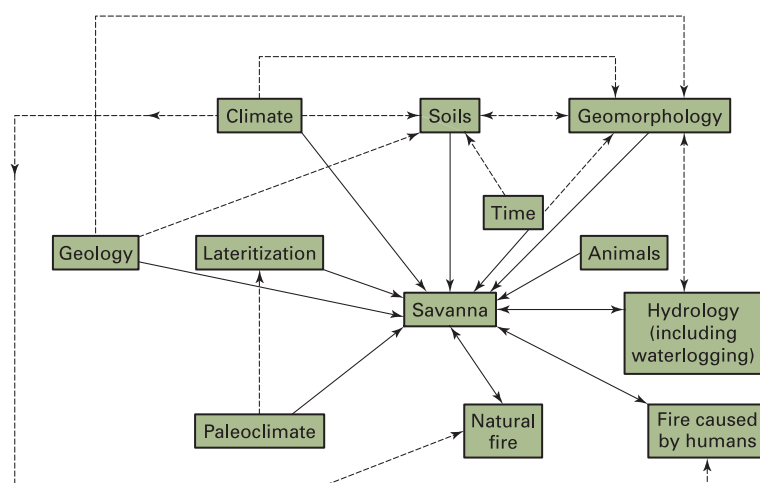 Climate
Soils
Geomorphology
Time
Geology
Lateritization
Animals
Savanna
Hydrology
(including
waterlogging)
Paleoclimate
Natural
fire
Fire caused
by humans